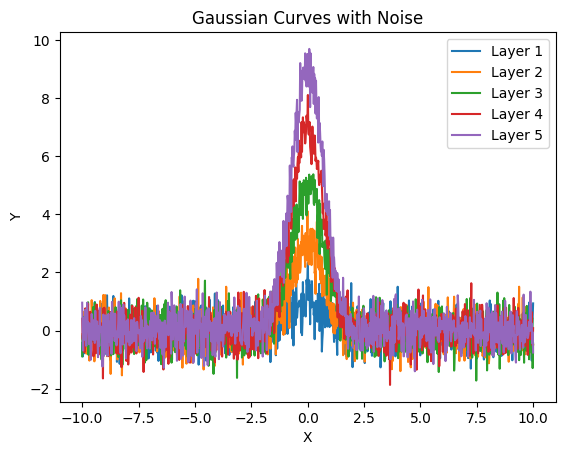 Gaussian Curves with Noise
Layer 1
Layer 2
Layer 3
Layer 4
Layer 5
10
8
6
4
2
0
−2
Y
−10.0 −7.5 −5.0 −2.5 0.0 2.5 5.0 7.5 10.0
X